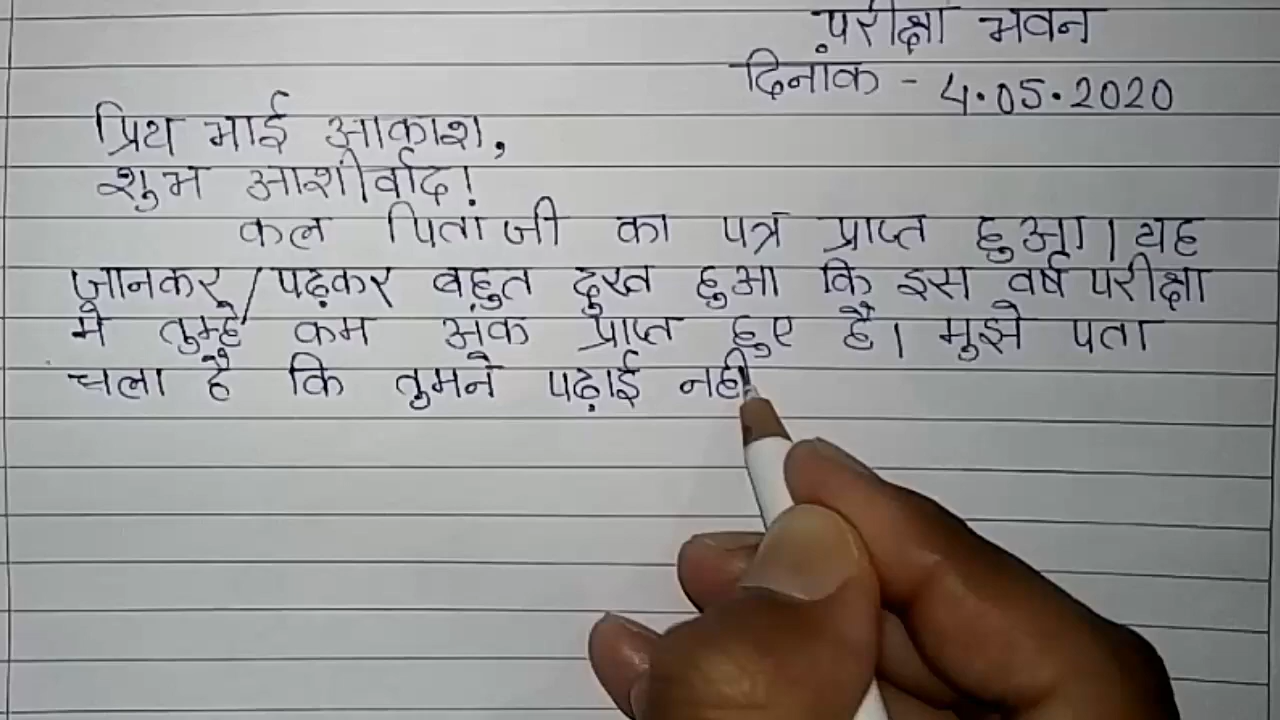 परीक्षा भवन
दिनांक - 4.05.2020
प्रिय भाई आकाश,
शुभ आशीर्वाद!
कल पिताजी का पत्र प्राप्त हुआ। यह
जानकर/पढ़कर बहुत दुख हुआ कि इस वर्ष परीक्षा
मे तुम्हे कम अंक प्राप्त हुए है। मुझे पता
चला है कि तुमने पढ़ाई नही